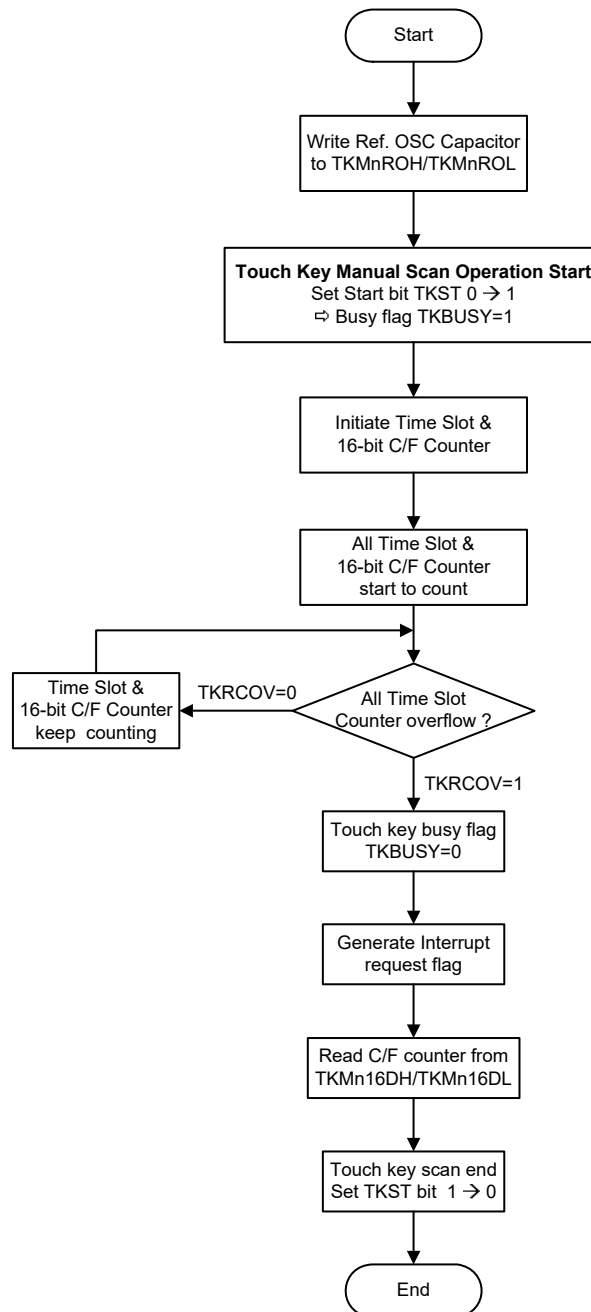 Start
Write Ref. OSC Capacitor
to TKMnROH/TKMnROL
Touch Key Manual Scan Operation Start
Set Start bit TKST 0 → 1
⇨ Busy flag TKBUSY=1
Initiate Time Slot &
16-bit C/F Counter
All Time Slot &
16-bit C/F Counter
start to count
All Time Slot
Counter overflow ?
TKRCOV=0
Time Slot &
16-bit C/F Counter
keep counting
TKRCOV=1
Touch key busy flag
TKBUSY=0
Generate Interrupt
request flag
Read C/F counter from
TKMn16DH/TKMn16DL
Touch key scan end
Set TKST bit 1 → 0
End